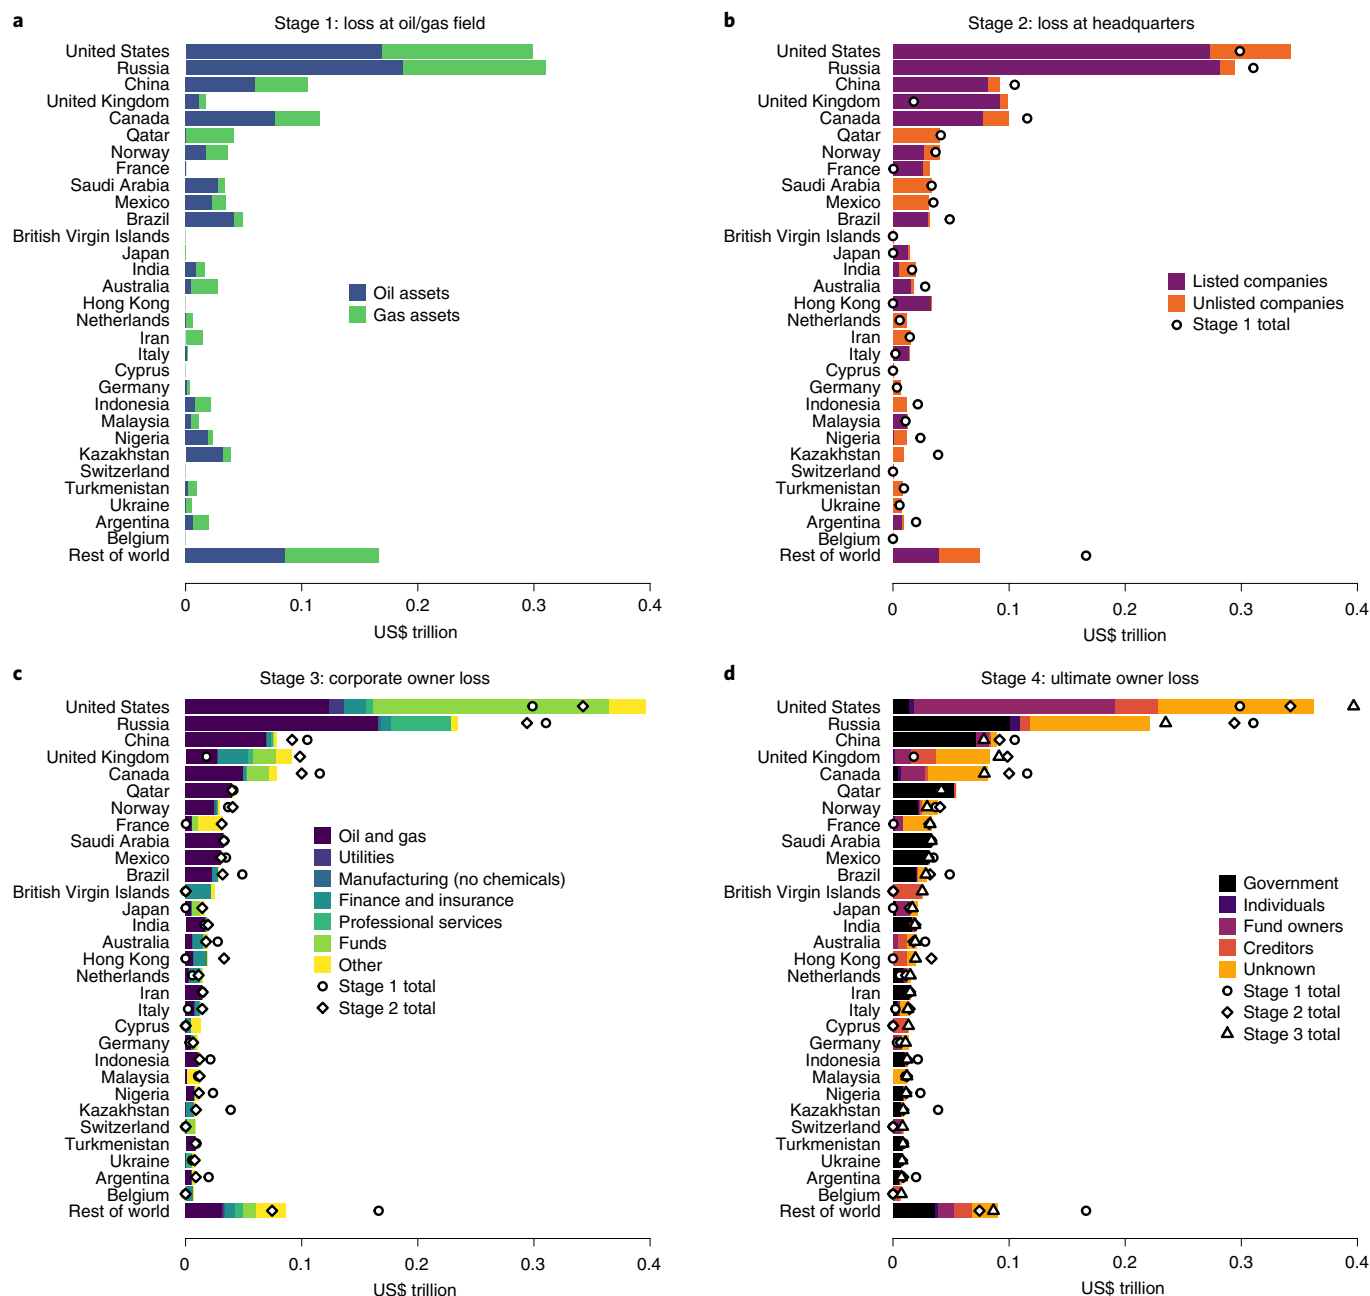 a
Stage 1: loss at oil/gas field
United States
Russia
China
United Kingdom
Canada
Qatar
Norway
France
Saudi Arabia
Mexico
Brazil
British Virgin Islands
Japan
India
Australia
Hong Kong
Netherlands
Iran
Italy
Cyprus
Germany
Indonesia
Malaysia
Nigeria
Kazakhstan
Switzerland
Turkmenistan
Ukraine
Argentina
Belgium
Rest of world
Oil assets
Gas assets
0 0.1 0.2 0.3 0.4
US$ trillion
b
Stage 2: loss at headquarters
United States
Russia
China
United Kingdom
Canada
Qatar
Norway
France
Saudi Arabia
Mexico
Brazil
British Virgin Islands
Japan
India
Australia
Hong Kong
Netherlands
Iran
Italy
Cyprus
Germany
Indonesia
Malaysia
Nigeria
Kazakhstan
Switzerland
Turkmenistan
Ukraine
Argentina
Belgium
Rest of world
Listed companies
Unlisted companies
Stage 1 total
0 0.1 0.2 0.3 0.4
US$ trillion
c
Stage 3: corporate owner loss
United States
Russia
China
United Kingdom
Canada
Qatar
Norway
France
Saudi Arabia
Mexico
Brazil
British Virgin Islands
Japan
India
Australia
Hong Kong
Netherlands
Iran
Italy
Cyprus
Germany
Indonesia
Malaysia
Nigeria
Kazakhstan
Switzerland
Turkmenistan
Ukraine
Argentina
Belgium
Rest of world
Oil and gas
Utilities
Manufacturing (no chemicals)
Finance and insurance
Professional services
Funds
Other
Stage 1 total
Stage 2 total
0 0.1 0.2 0.3 0.4
US$ trillion
d
Stage 4: ultimate owner loss
United States
Russia
China
United Kingdom
Canada
Qatar
Norway
France
Saudi Arabia
Mexico
Brazil
British Virgin Islands
Japan
India
Australia
Hong Kong
Netherlands
Iran
Italy
Cyprus
Germany
Indonesia
Malaysia
Nigeria
Kazakhstan
Switzerland
Turkmenistan
Ukraine
Argentina
Belgium
Rest of world
Government
Individuals
Fund owners
Creditors
Unknown
Stage 1 total
Stage 2 total
Stage 3 total
0 0.1 0.2 0.3 0.4
US$ trillion